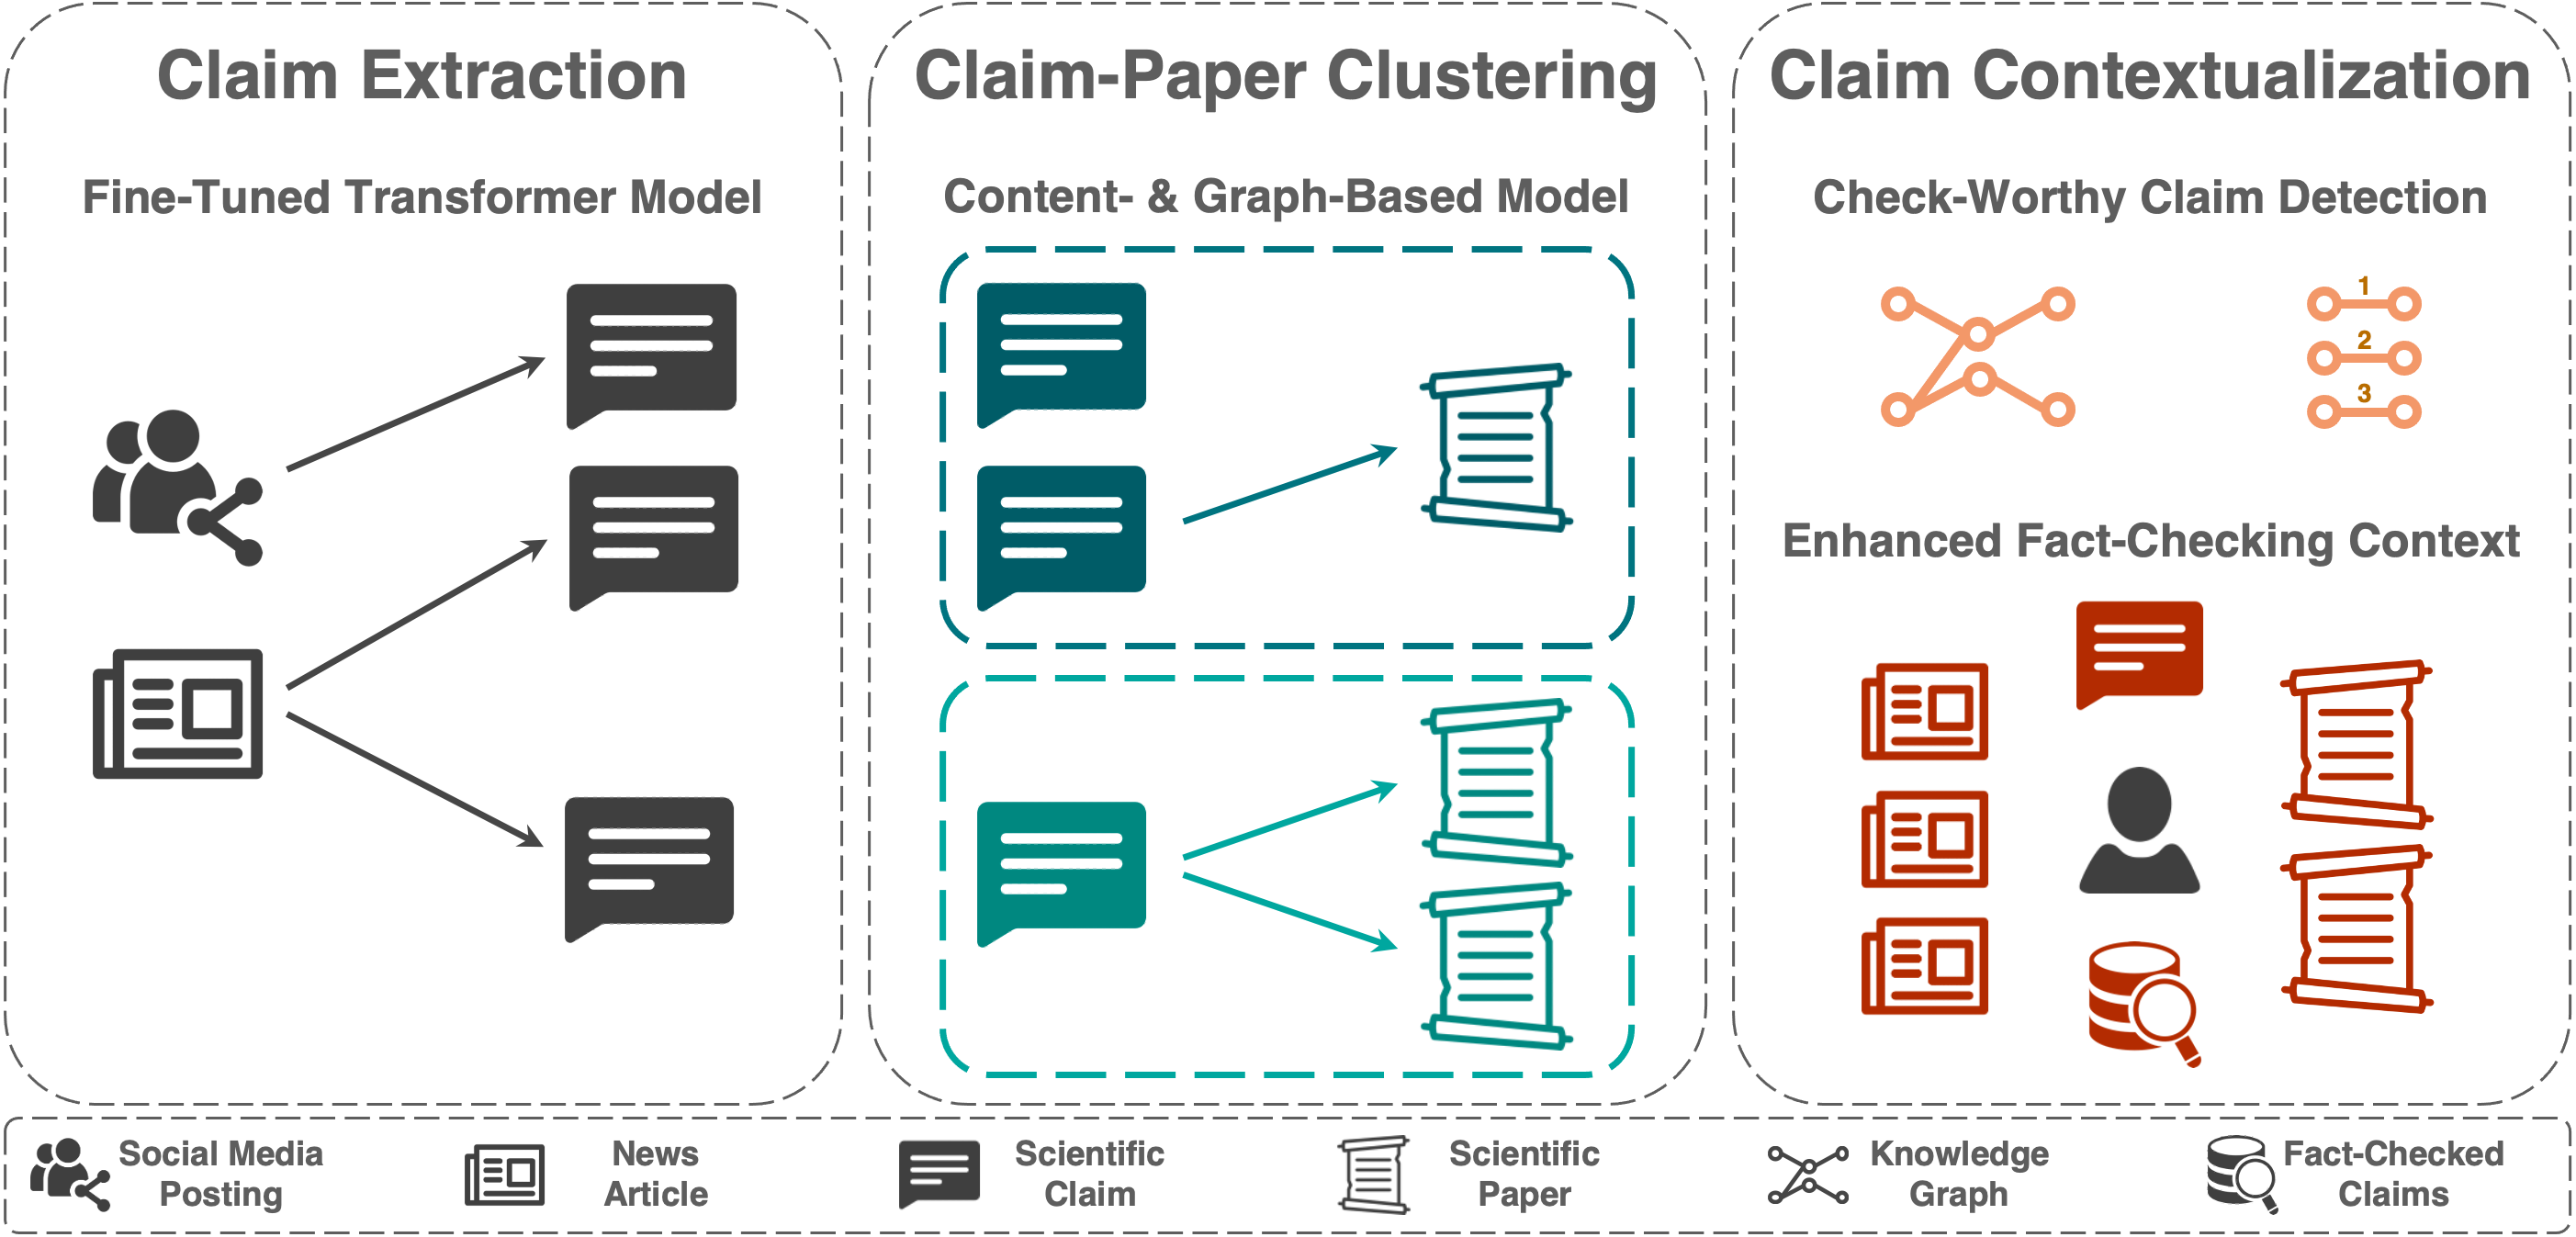 Claim Extraction
Fine-Tuned Transformer Model
Claim-Paper Clustering
Content- & Graph-Based Model
Claim Contextualization
Check-Worthy Claim Detection
1
2
3
Enhanced Fact-Checking Context
Social Media
Posting
News
Article
Scientific
Claim
Scientific
Paper
Knowledge
Graph
Fact-Checked
Claims